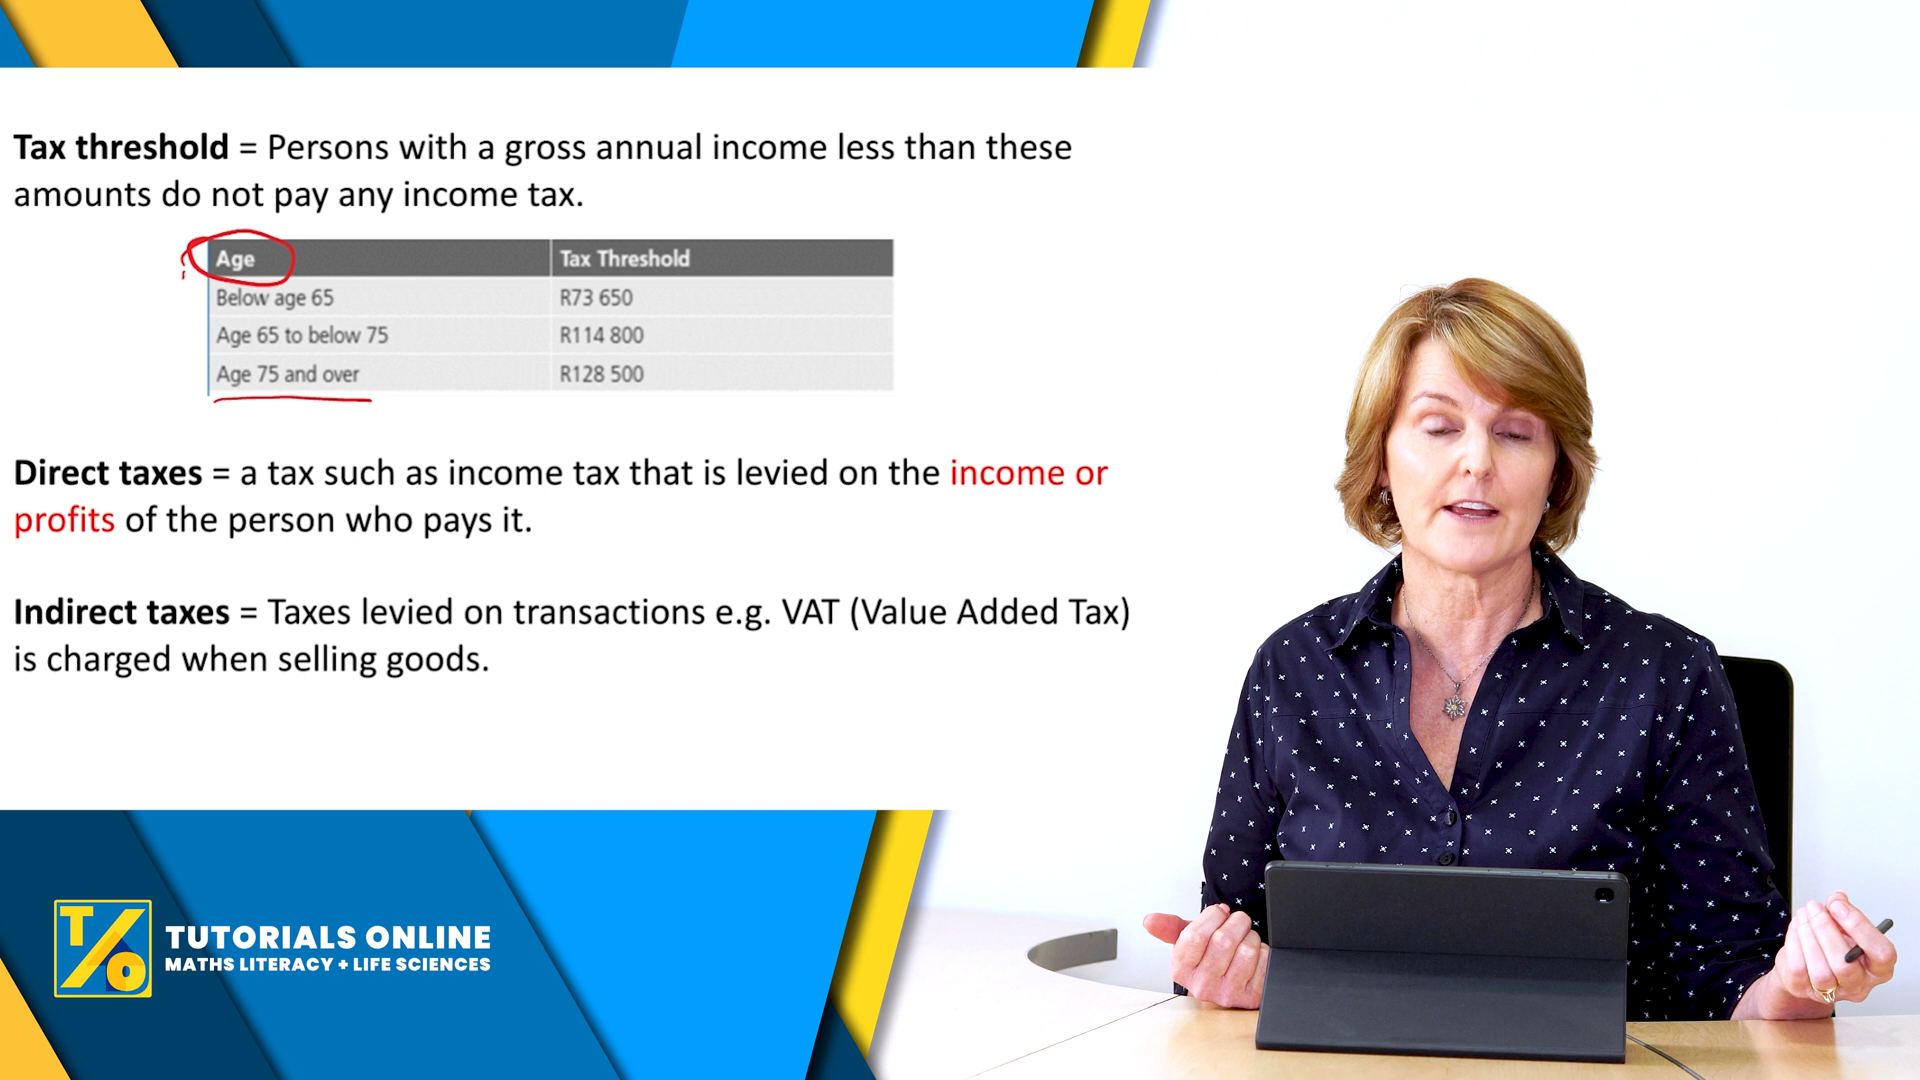 Tax threshold = Persons with a gross annual income less than these
amounts do not pay any income tax.
Age Tax Threshold
Below age 65 R73 650
Age 65 to below 75 R114 800
Age 75 and over R128 500
Direct taxes = a tax such as income tax that is levied on the income or
profits of the person who pays it.
Indirect taxes = Taxes levied on transactions e.g. VAT (Value Added Tax)
is charged when selling goods.
T/O
TUTORIALS ONLINE
MATHS LITERACY + LIFE SCIENCES